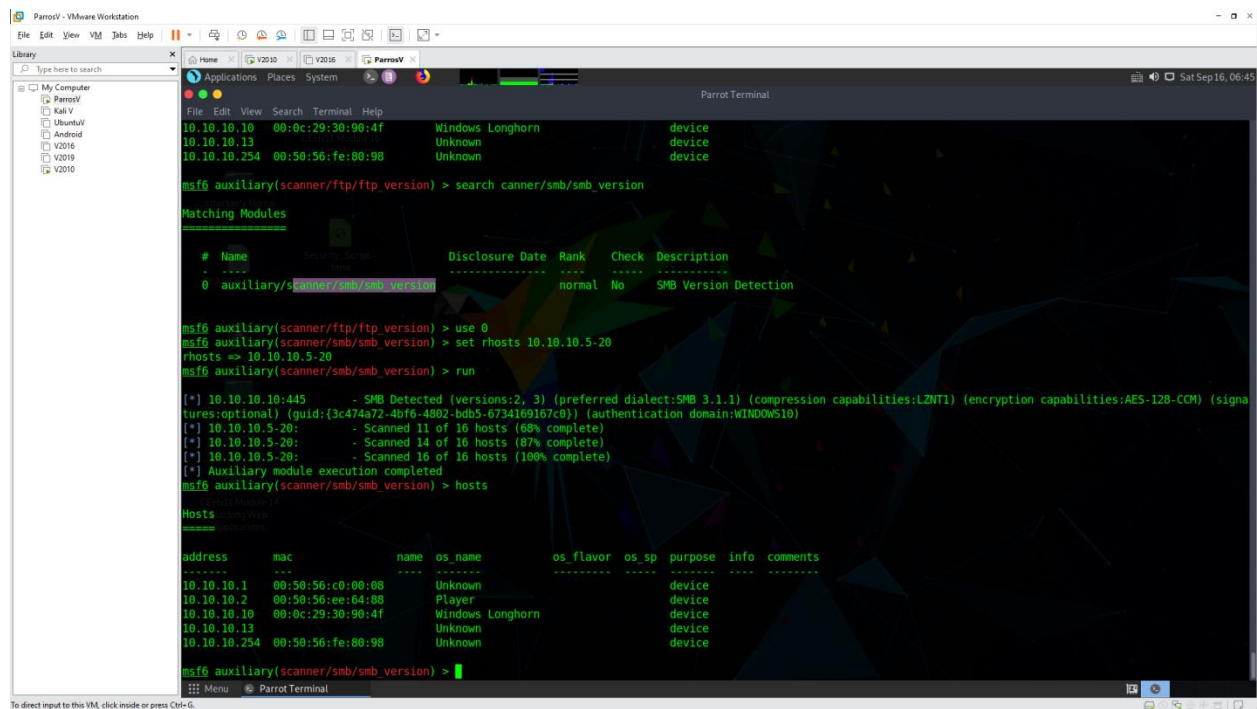 ParrosV - VMware Workstation
File Edit View VM Tabs Help
Library
Type here to search
My Computer
ParrosV
Kali V
UbuntuV
Android
V2016
V2019
V2010
Home V2010 V2016 ParrosV
Applications Places System Sat Sep 16, 06:45
Parrot Terminal
File Edit View Search Terminal Help
10.10.10.10 00:0c:29:30:90:4f Windows Longhorn device
10.10.10.13 Unknown device
10.10.10.254 00:50:56:fe:80:98 Unknown device
msf6 auxiliary(scanner/ftp/ftp_version) > search canner/smb/smb_version
Matching Modules
================
# Name Disclosure Date Rank Check Description
- ---- --------------- ---- ----- -----------
0 auxiliary/scanner/smb/smb_version normal No SMB Version Detection
msf6 auxiliary(scanner/ftp/ftp_version) > use 0
msf6 auxiliary(scanner/smb/smb_version) > set rhosts 10.10.10.5-20
rhosts => 10.10.10.5-20
msf6 auxiliary(scanner/smb/smb_version) > run
[*] 10.10.10.10:445 - SMB Detected (versions:2, 3) (preferred dialect:SMB 3.1.1) (compression capabilities:LZNT1) (encryption capabilities:AES-128-CCM) (signa
tures:optional) (guid:{3c474a72-4bf6-4802-bdb5-6734169167c0}) (authentication domain:WINDOWS10)
[*] 10.10.10.5-20: - Scanned 11 of 16 hosts (68% complete)
[*] 10.10.10.5-20: - Scanned 14 of 16 hosts (87% complete)
[*] 10.10.10.5-20: - Scanned 16 of 16 hosts (100% complete)
[*] Auxiliary module execution completed
msf6 auxiliary(scanner/smb/smb_version) > hosts
Hosts
=====
address mac name os_name os_flavor os_sp purpose info comments
------- --- ---- ------- --------- ----- ------- ---- --------
10.10.10.1 00:50:56:c0:00:08 Unknown device
10.10.10.2 00:50:56:ee:64:88 Player device
10.10.10.10 00:0c:29:30:90:4f Windows Longhorn device
10.10.10.13 Unknown device
10.10.10.254 00:50:56:fe:80:98 Unknown device
msf6 auxiliary(scanner/smb/smb_version) >
Menu Parrot Terminal
To direct input to this VM, click inside or press Ctrl+G.